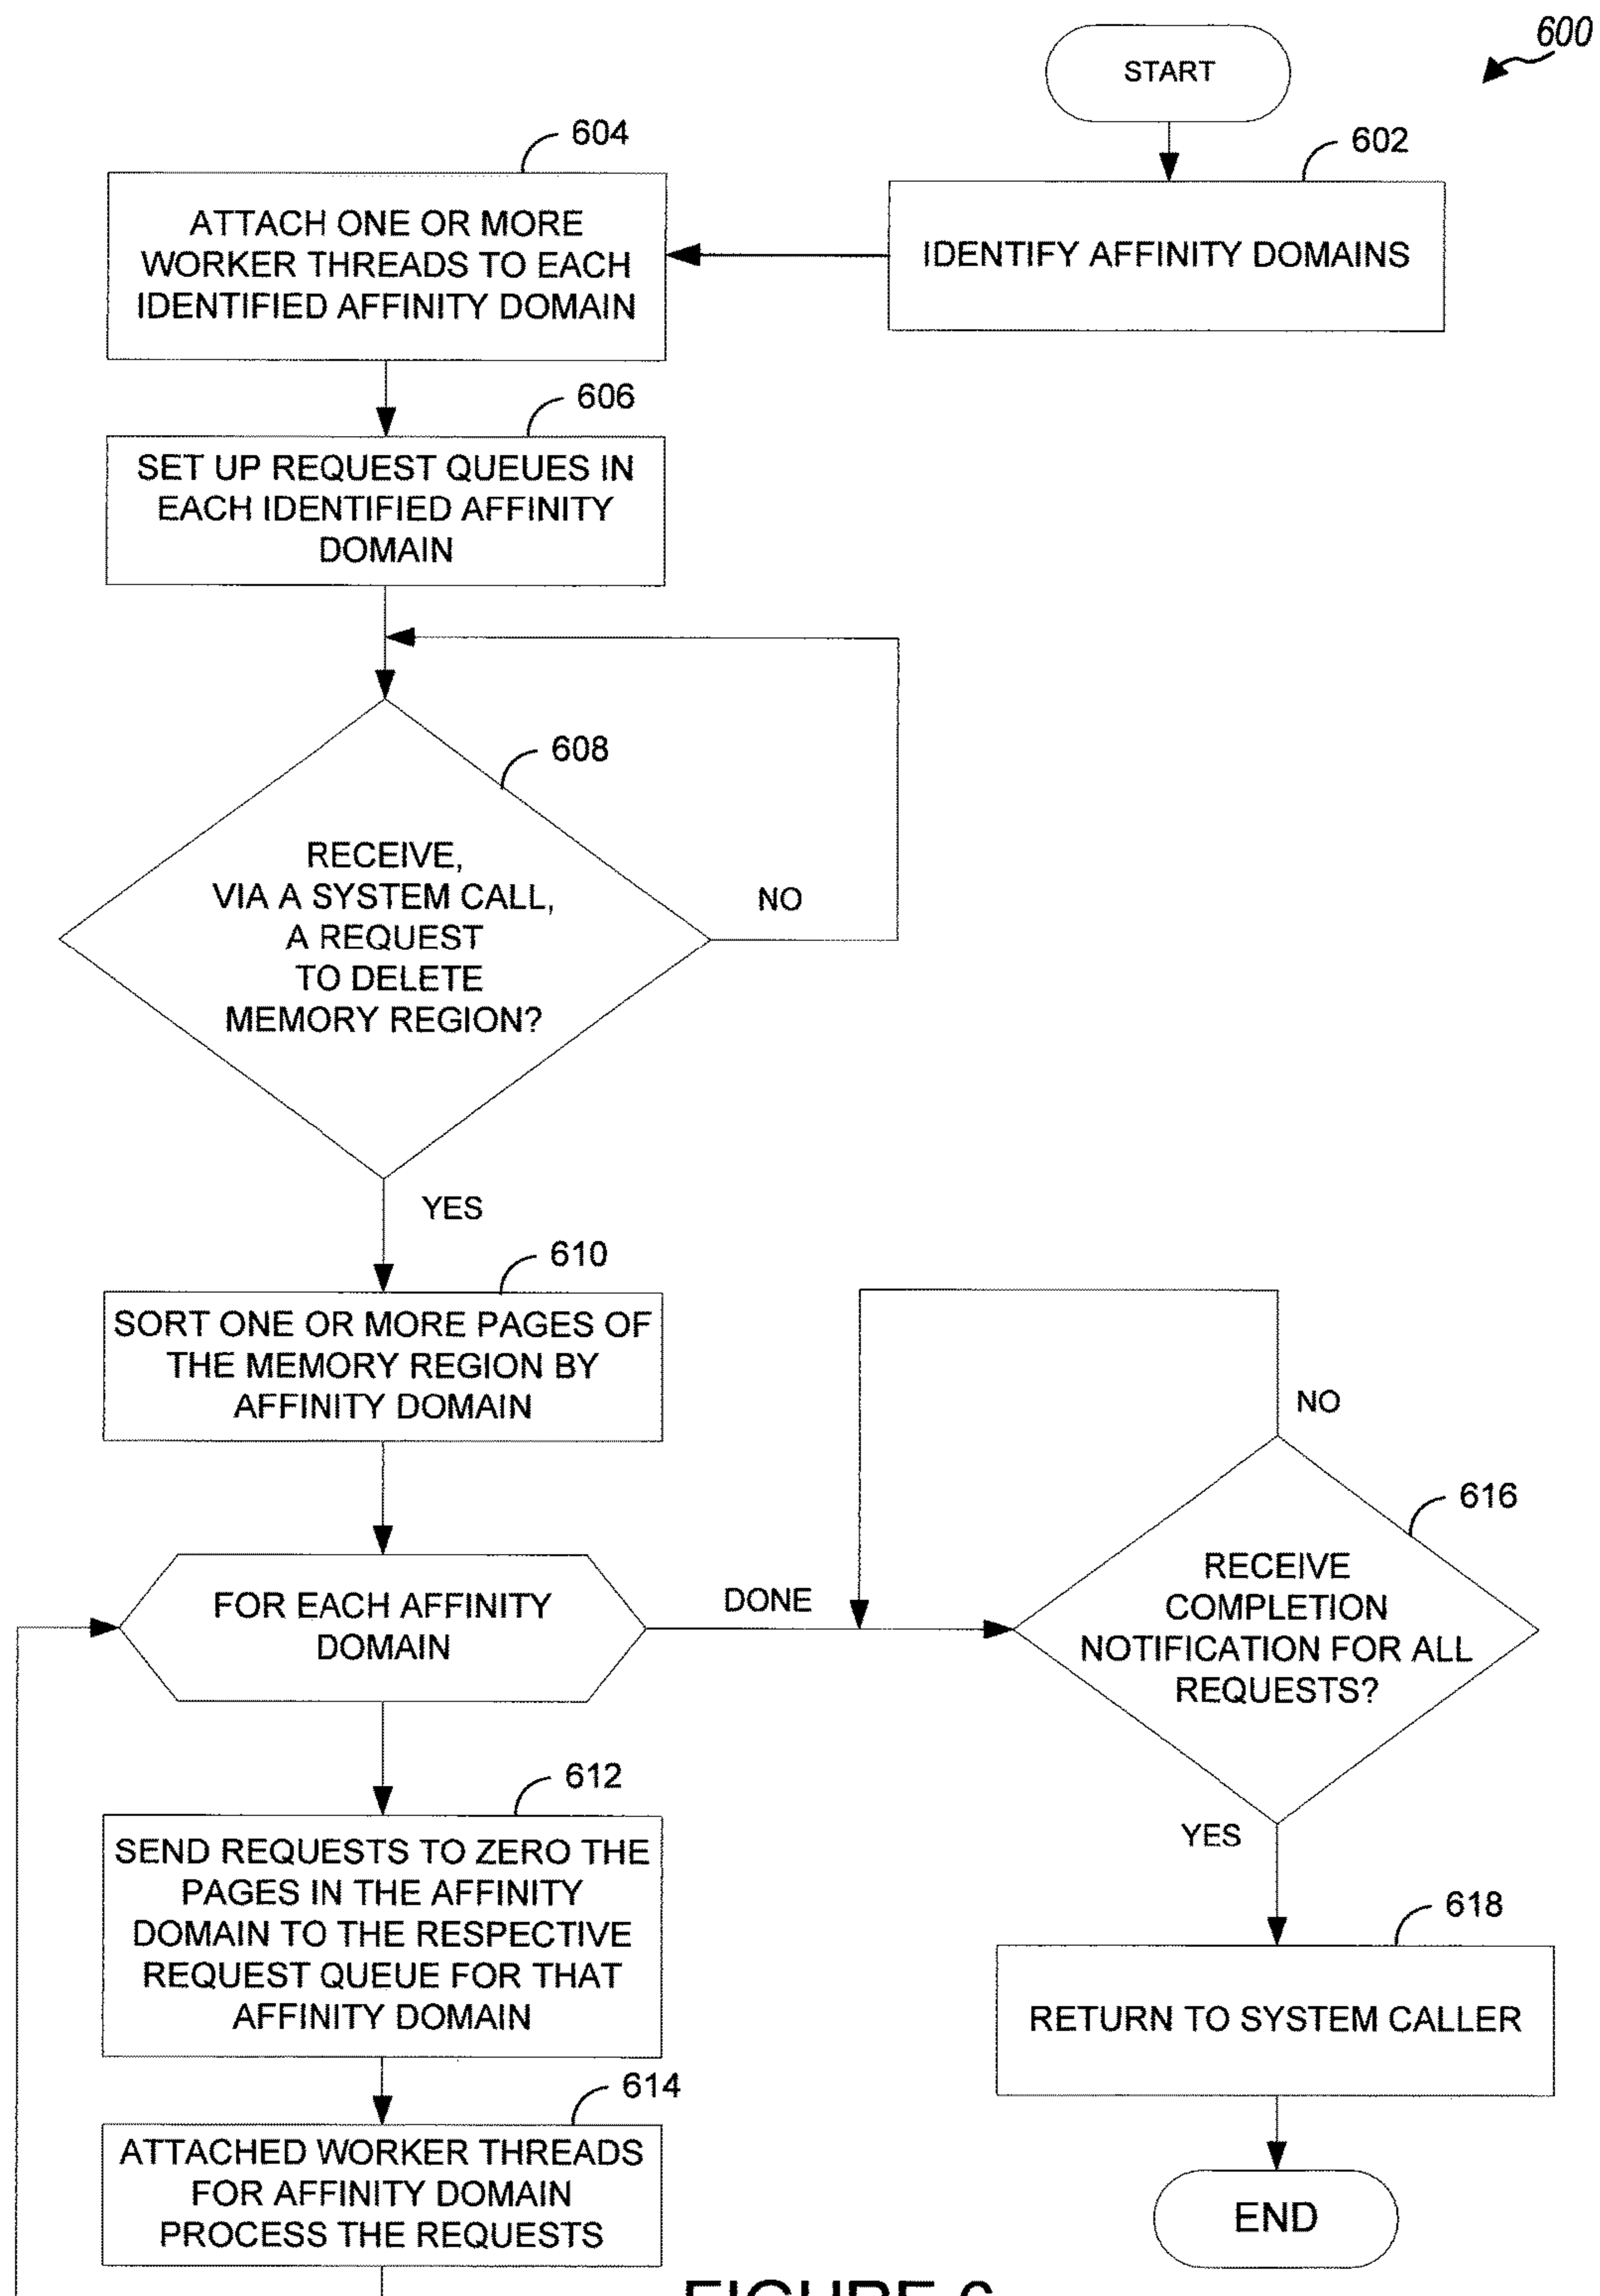 600
START
602
IDENTIFY AFFINITY DOMAINS
604
ATTACH ONE OR MORE
WORKER THREADS TO EACH
IDENTIFIED AFFINITY DOMAIN
606
SET UP REQUEST QUEUES IN
EACH IDENTIFIED AFFINITY
DOMAIN
608
RECEIVE,
VIA A SYSTEM CALL,
A REQUEST
TO DELETE
MEMORY REGION?
NO
YES
610
SORT ONE OR MORE PAGES OF
THE MEMORY REGION BY
AFFINITY DOMAIN
FOR EACH AFFINITY
DOMAIN
DONE
612
SEND REQUESTS TO ZERO THE
PAGES IN THE AFFINITY
DOMAIN TO THE RESPECTIVE
REQUEST QUEUE FOR THAT
AFFINITY DOMAIN
614
ATTACHED WORKER THREADS
FOR AFFINITY DOMAIN
PROCESS THE REQUESTS
NO
616
RECEIVE
COMPLETION
NOTIFICATION FOR ALL
REQUESTS?
YES
618
RETURN TO SYSTEM CALLER
END
FIGURE 6